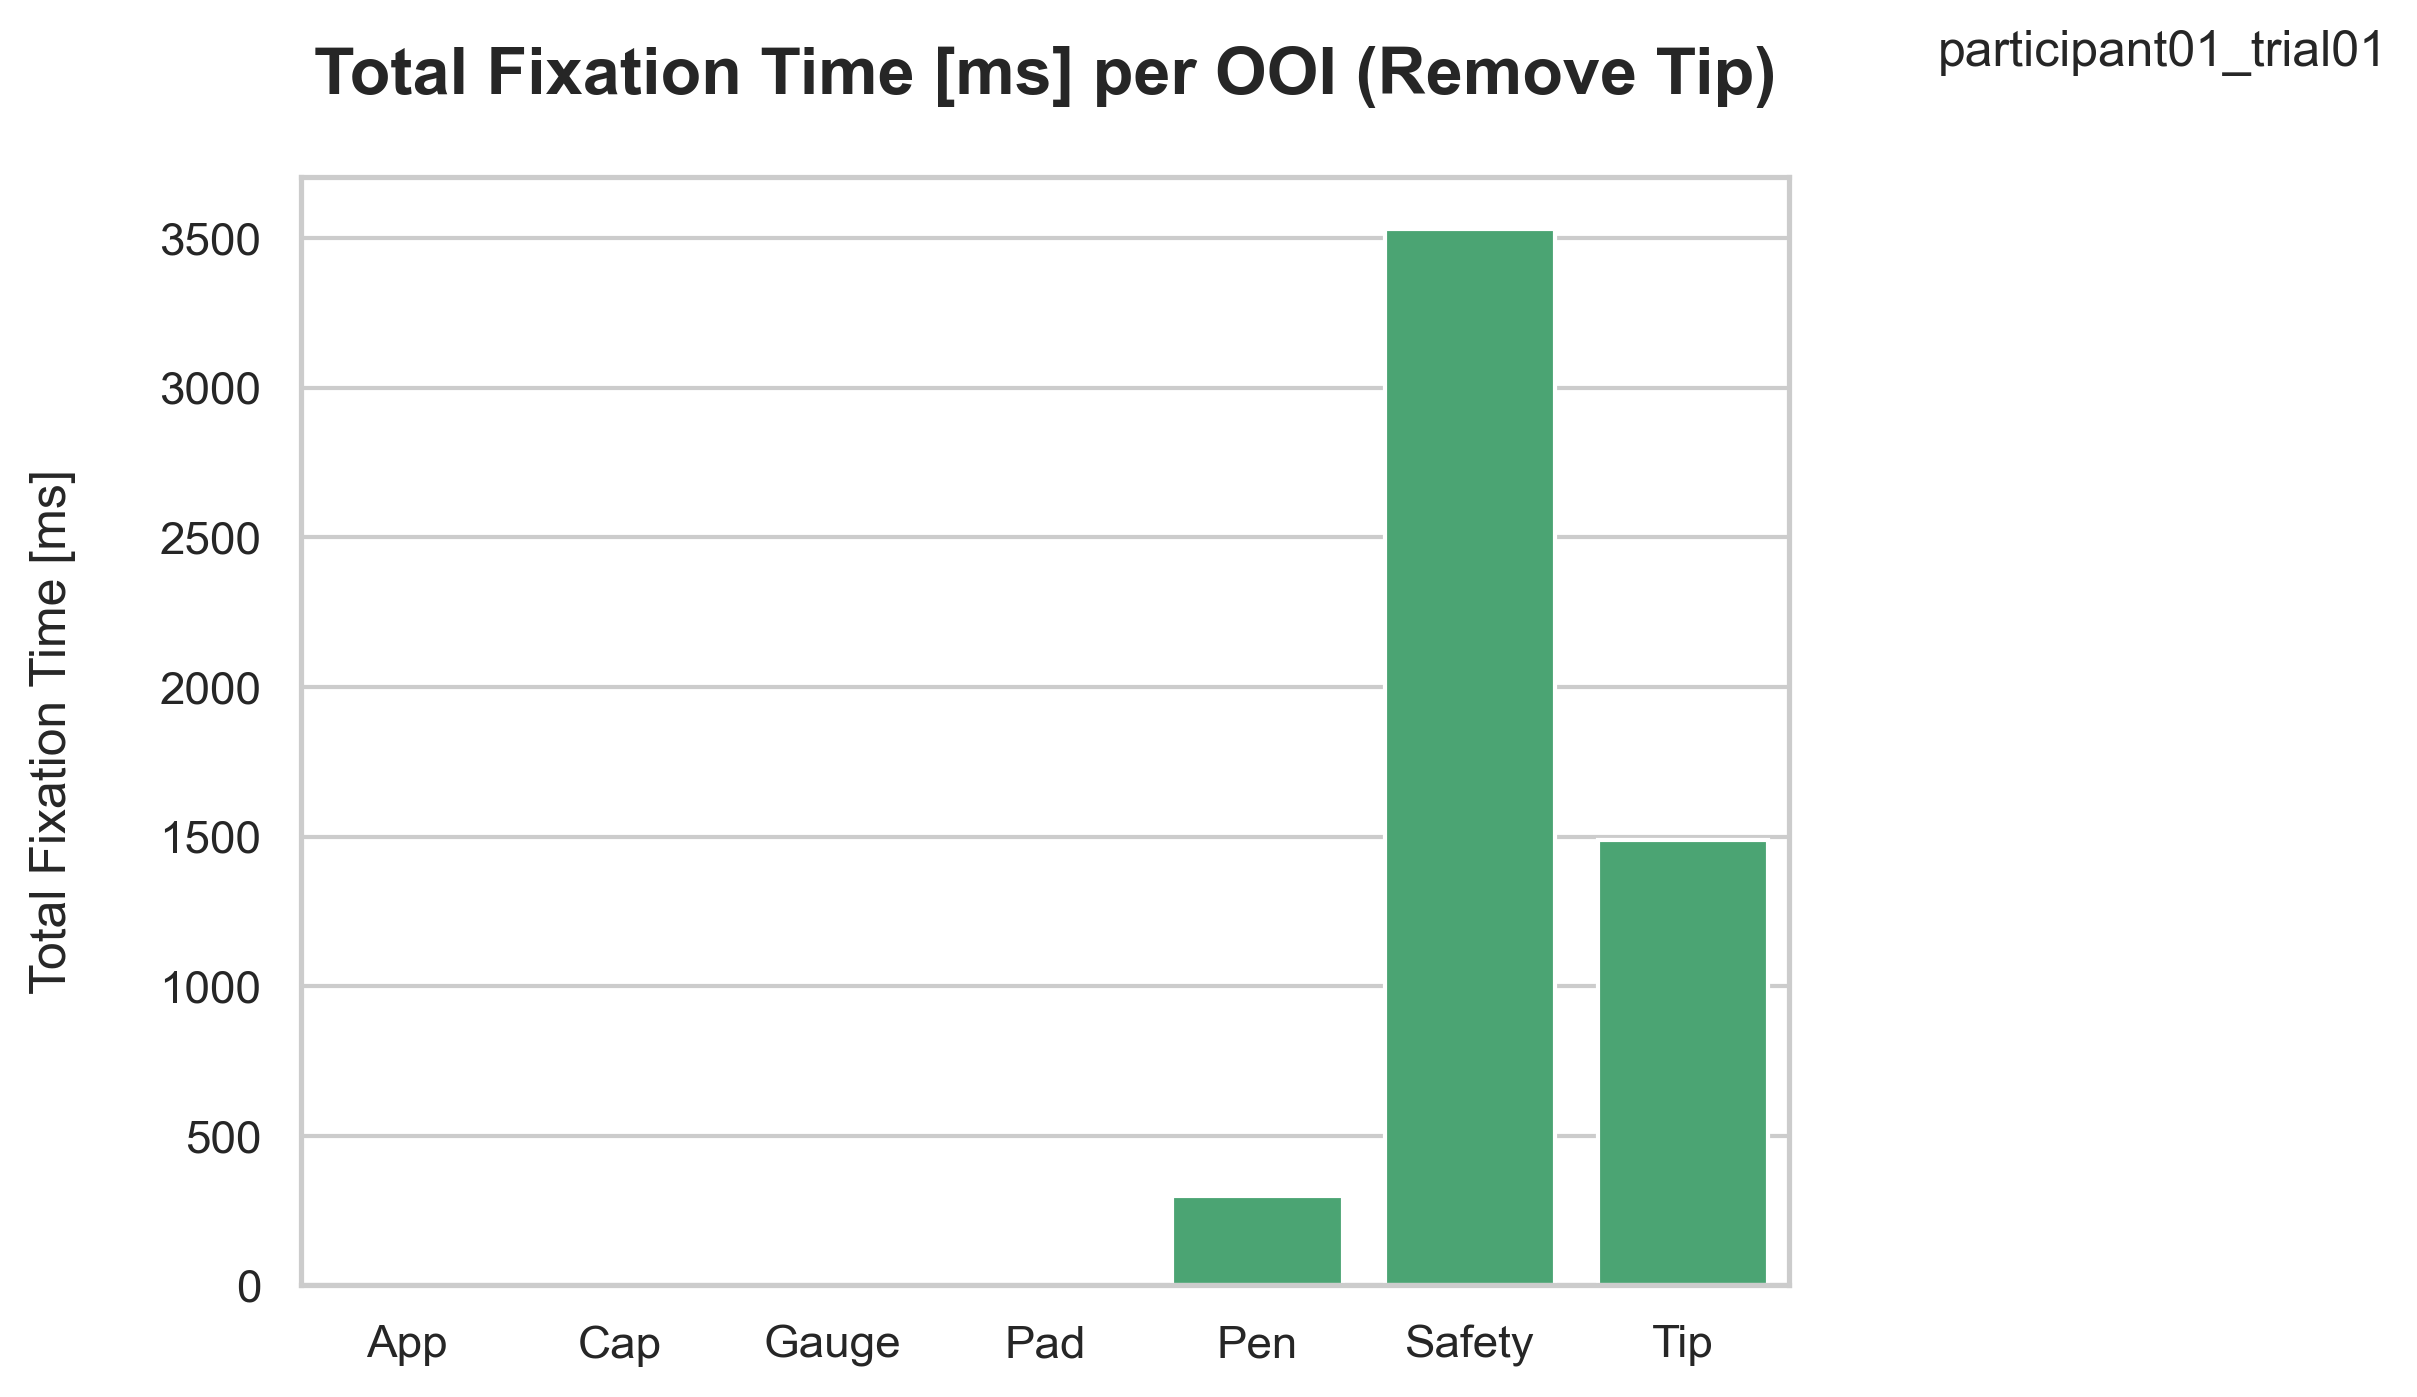 Total Fixation Time [ms] per OOI (Remove Tip)
participant01_trial01
Total Fixation Time [ms]
3500
3000
2500
2000
1500
1000
500
0
App Cap Gauge Pad Pen Safety Tip